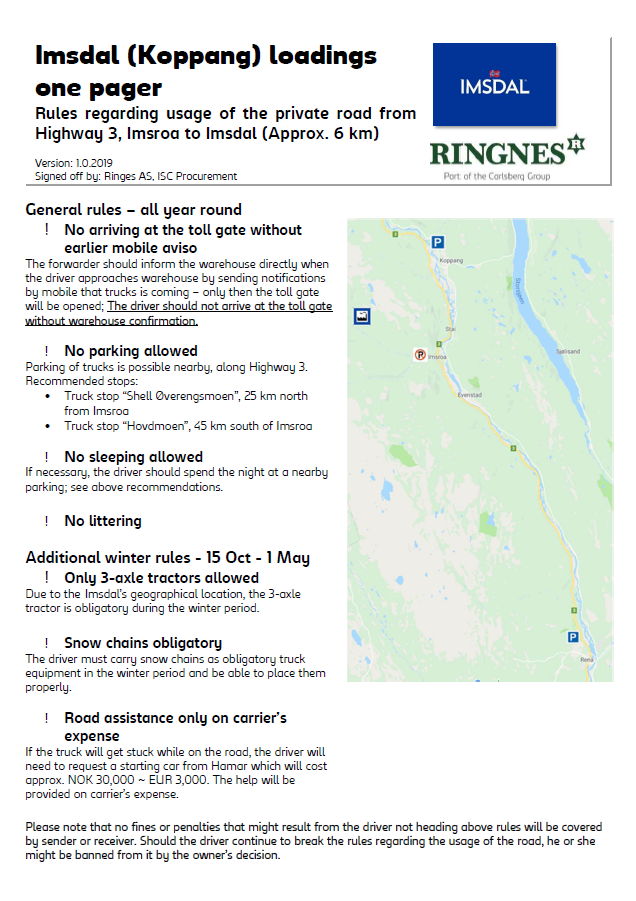 Imsdal (Koppang) loadings
one pager
Rules regarding usage of the private road from
Highway 3, Imsroa to Imsdal (Approx. 6 km)
Version: 1.0.2019
Signed off by: Ringes AS, ISC Procurement
IMSDAL
RINGNES
Part of the Carlsberg Group
General rules – all year round
! No arriving at the toll gate without
earlier mobile aviso
The forwarder should inform the warehouse directly when
the driver approaches warehouse by sending notifications
by mobile that trucks is coming – only then the toll gate
will be opened; The driver should not arrive at the toll gate
without warehouse confirmation.
! No parking allowed
Parking of trucks is possible nearby, along Highway 3.
Recommended stops:
• Truck stop “Shell Øverengsmoen”, 25 km north
from Imsroa
• Truck stop “Hovdmoen”, 45 km south of Imsroa
! No sleeping allowed
If necessary, the driver should spend the night at a nearby
parking; see above recommendations.
! No littering
Additional winter rules - 15 Oct - 1 May
! Only 3-axle tractors allowed
Due to the Imsdal’s geographical location, the 3-axle
tractor is obligatory during the winter period.
! Snow chains obligatory
The driver must carry snow chains as obligatory truck
equipment in the winter period and be able to place them
properly.
! Road assistance only on carrier’s
expense
If the truck will get stuck while on the road, the driver will
need to request a starting car from Hamar which will cost
approx. NOK 30,000 ~ EUR 3,000. The help will be
provided on carrier’s expense.
3
P
Koppang
Storsjøen
Stai
Sjølisand
3
P
Imsroa
Evenstad
3
3
P
Rena
Please note that no fines or penalties that might result from the driver not heading above rules will be covered
by sender or receiver. Should the driver continue to break the rules regarding the usage of the road, he or she
might be banned from it by the owner’s decision.